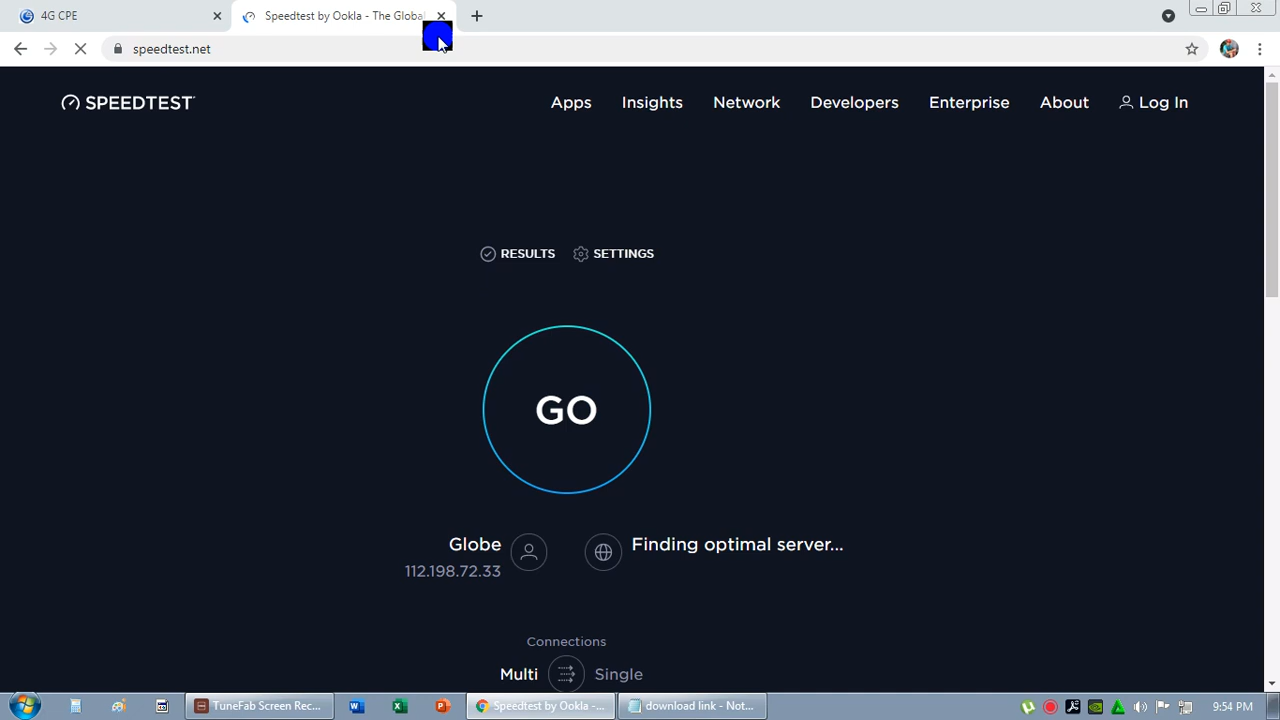 4G CPE
Speedtest by Ookla - The Globa
speedtest.net
SPEEDTEST
Apps
Insights
Network
Developers
Enterprise
About
Log In
RESULTS
SETTINGS
GO
Globe
Finding optimal server...
112.198.72.33
Connections
Multi
Single
TuneFab Screen Rec...
Speedtest by Ookla -...
download link - Not...
9:54 PM